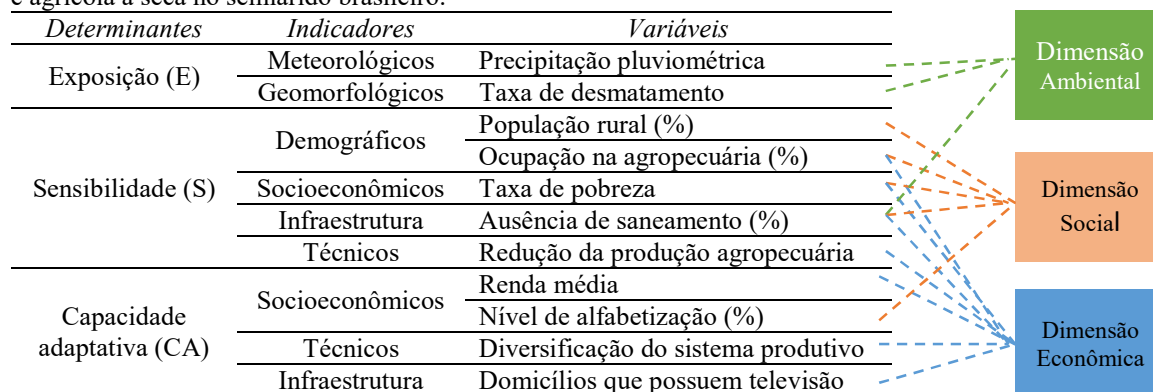 e agrícola à seca no semiárido brasileiro.
Determinantes Indicadores Variáveis
Exposição (E)
Meteorológicos Precipitação pluviométrica
Geomorfológicos Taxa de desmatamento
Sensibilidade (S)
Demográficos
População rural (%)
Ocupação na agropecuária (%)
Socioeconômicos Taxa de pobreza
Infraestrutura Ausência de saneamento (%)
Técnicos Redução da produção agropecuária
Capacidade
adaptativa (CA)
Socioeconômicos
Renda média
Nível de alfabetização (%)
Técnicos Diversificação do sistema produtivo
Infraestrutura Domicílios que possuem televisão
Dimensão
Ambiental
Dimensão
Social
Dimensão
Econômica